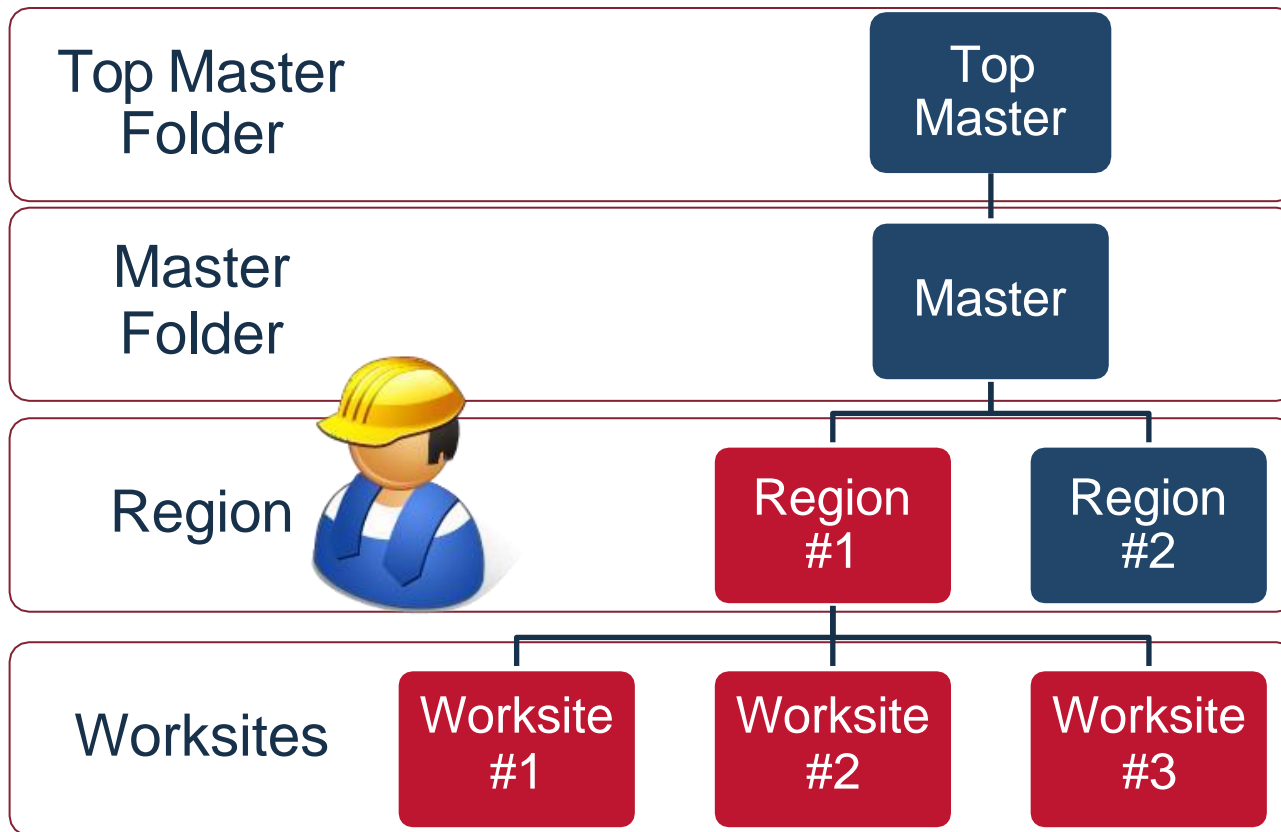 Top Master
Folder
Top
Master
Master
Folder
Master
Region
Region
#1
Region
#2
Worksites
Worksite
#1
Worksite
#2
Worksite
#3